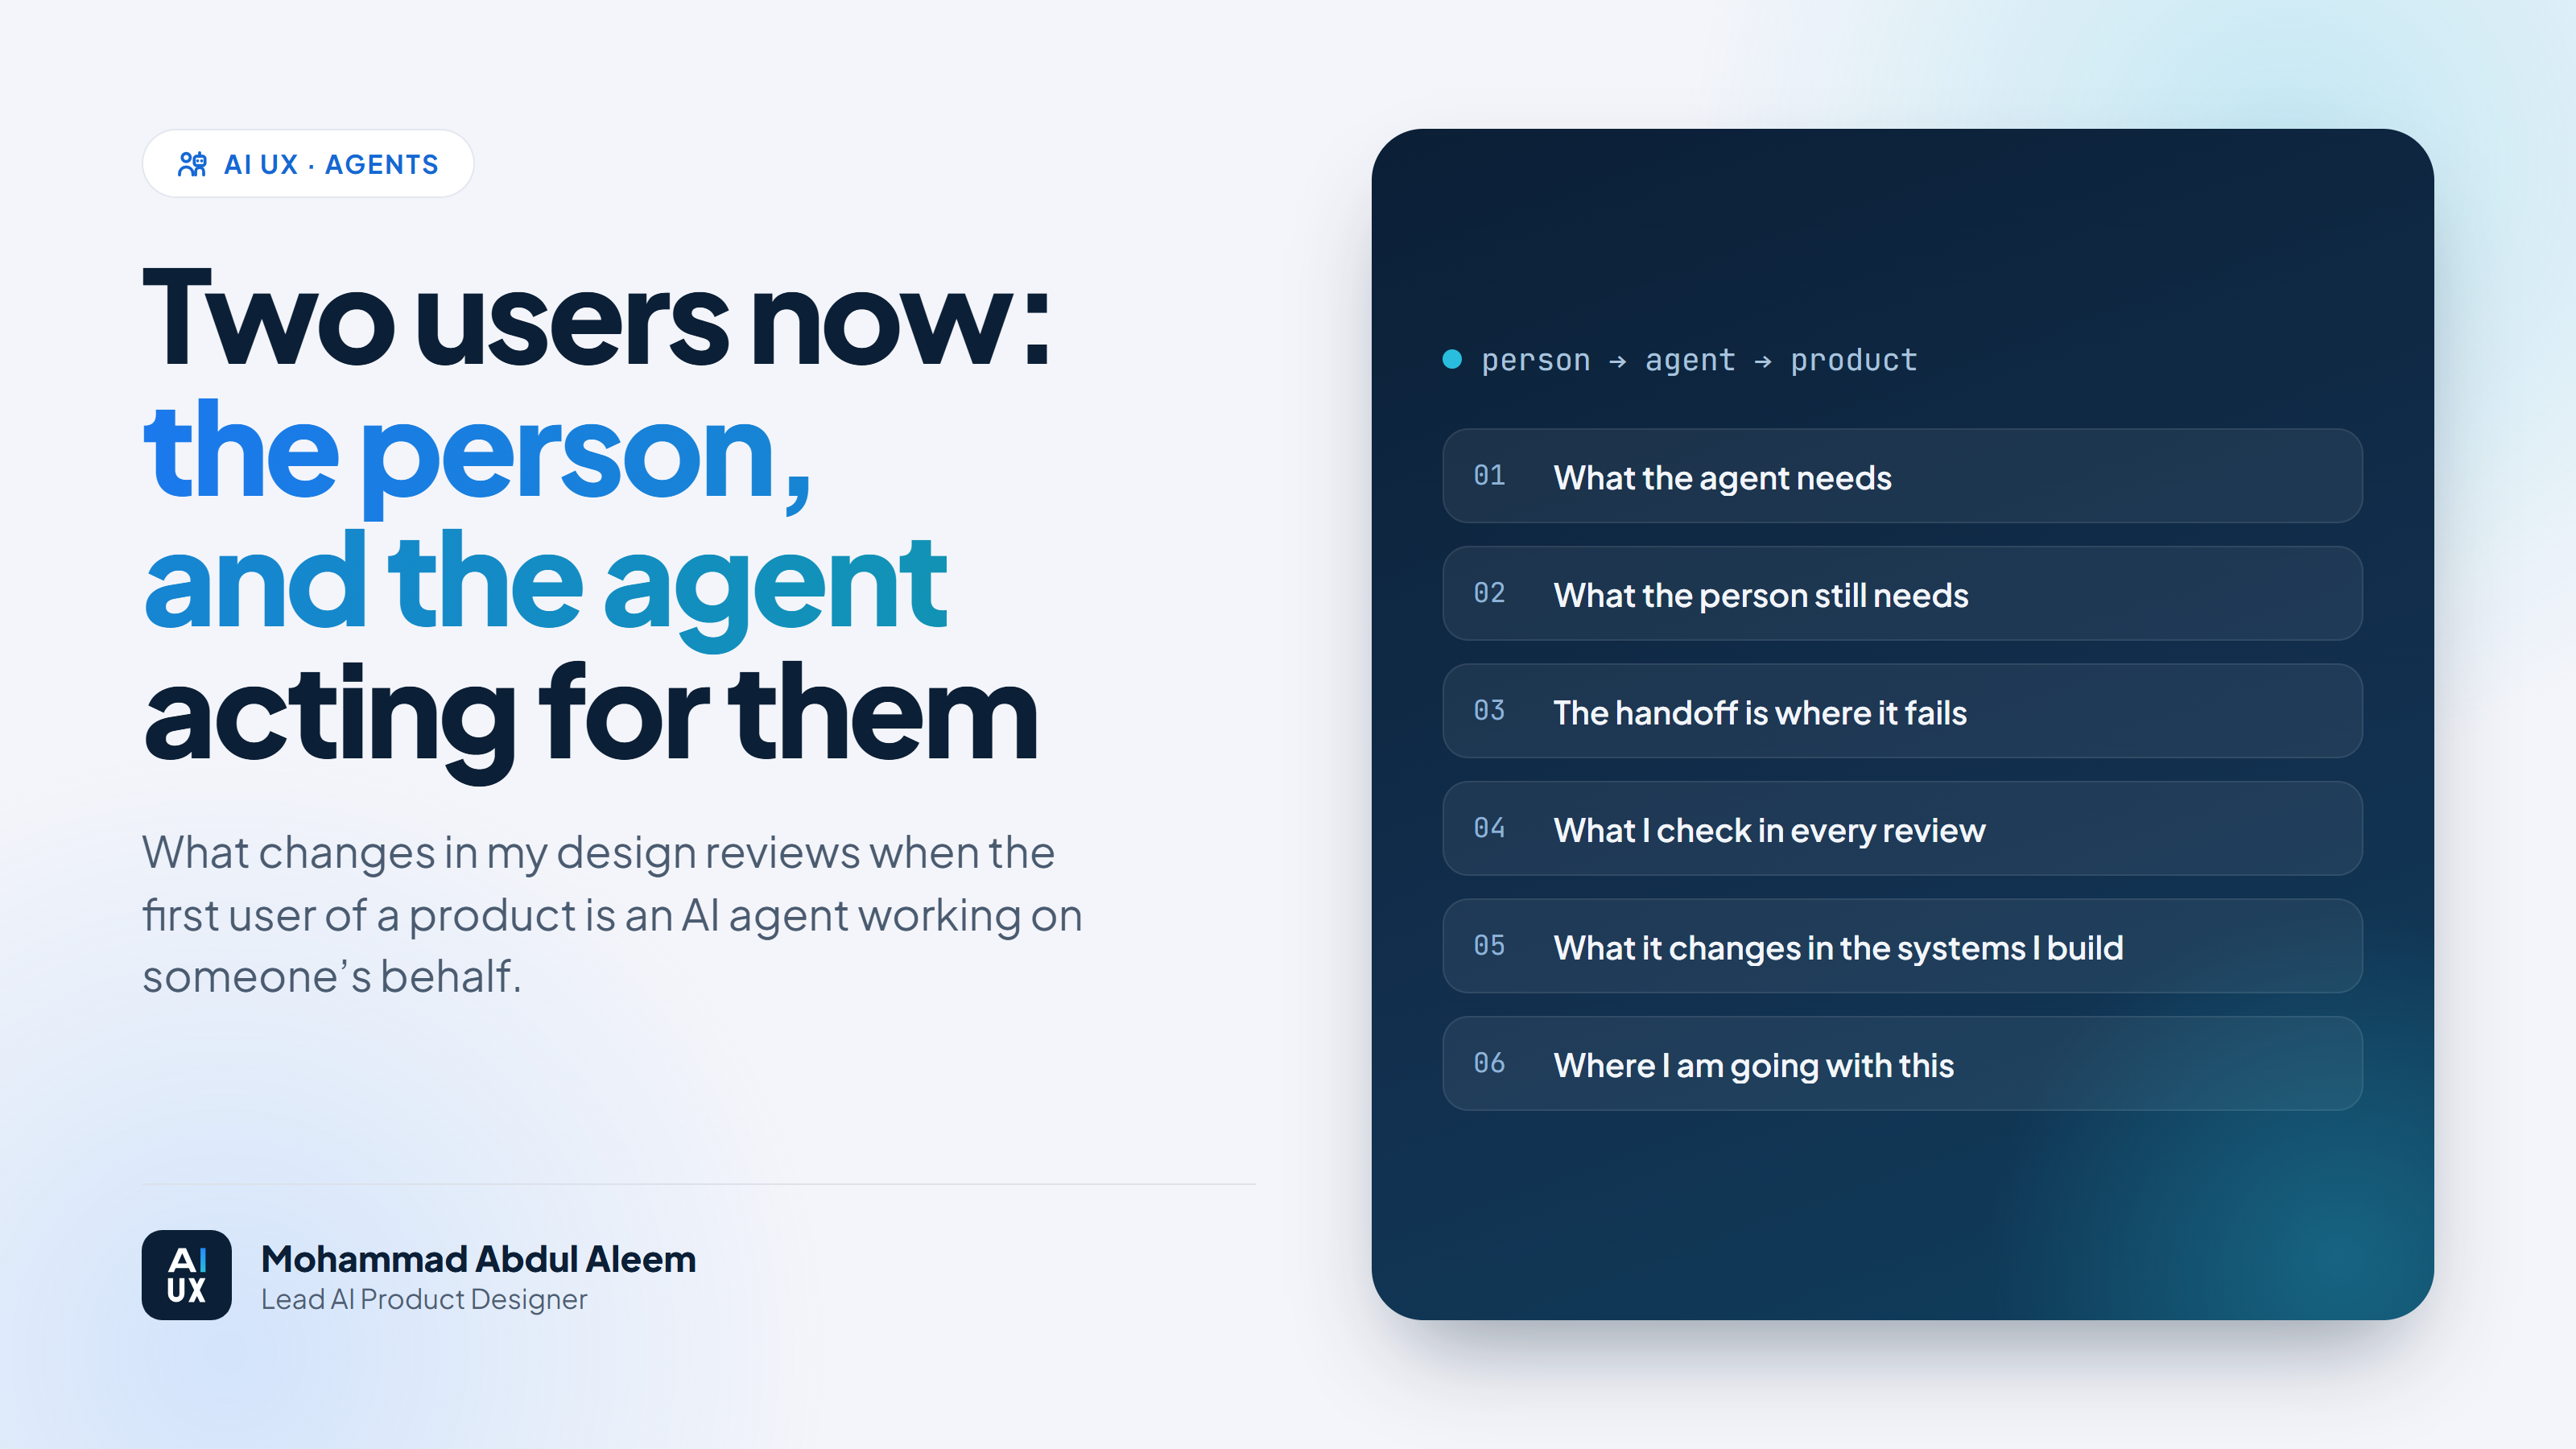 AI UX · AGENTS
Two users now:
the person,
and the agent
acting for them
What changes in my design reviews when the
first user of a product is an AI agent working on
someone’s behalf.
AI
UX
Mohammad Abdul Aleem
Lead AI Product Designer
person → agent → product
01 What the agent needs
02 What the person still needs
03 The handoff is where it fails
04 What I check in every review
05 What it changes in the systems I build
06 Where I am going with this